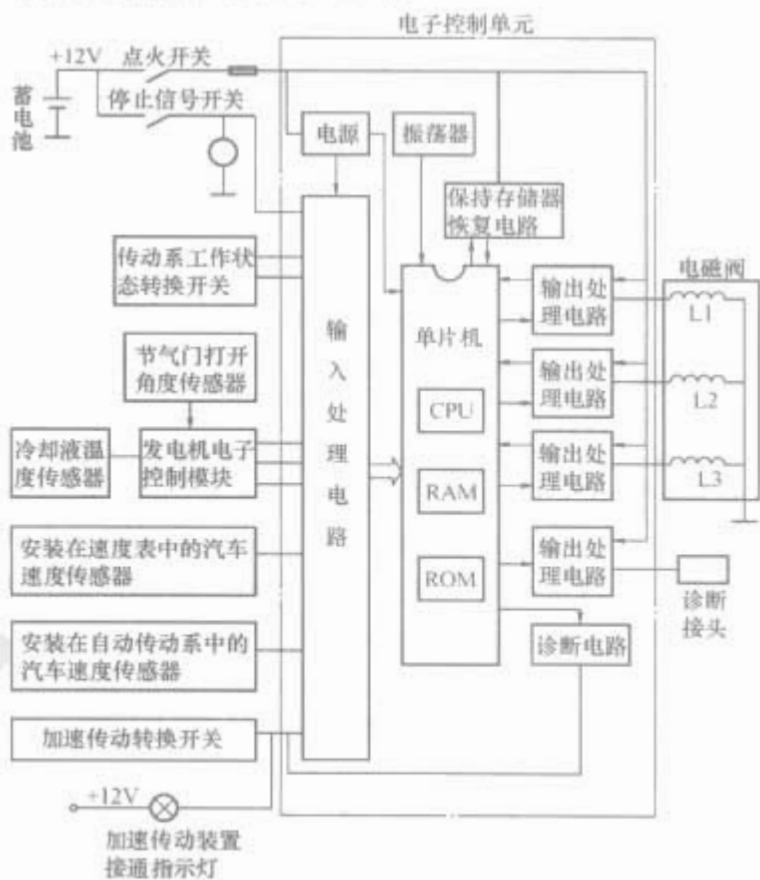 电子控制单元
+12V
点火开关
蓄
电
池
停止信号开关
电源
振荡器
保持存储器
恢复电路
传动系工作状
态转换开关
输
入
处
理
电
路
单片机
CPU
RAM
ROM
输出处
理电路
输出处
理电路
输出处
理电路
输出处
理电路
电磁阀
L1
L2
L3
节气门打开
角度传感器
冷却液温
度传感器
发电机电子
控制模块
安装在速度表中的汽车
速度传感器
安装在自动传动系中的
汽车速度传感器
加速传动转换开关
诊断
接头
诊断电路
+12V
加速传动装置
接通指示灯